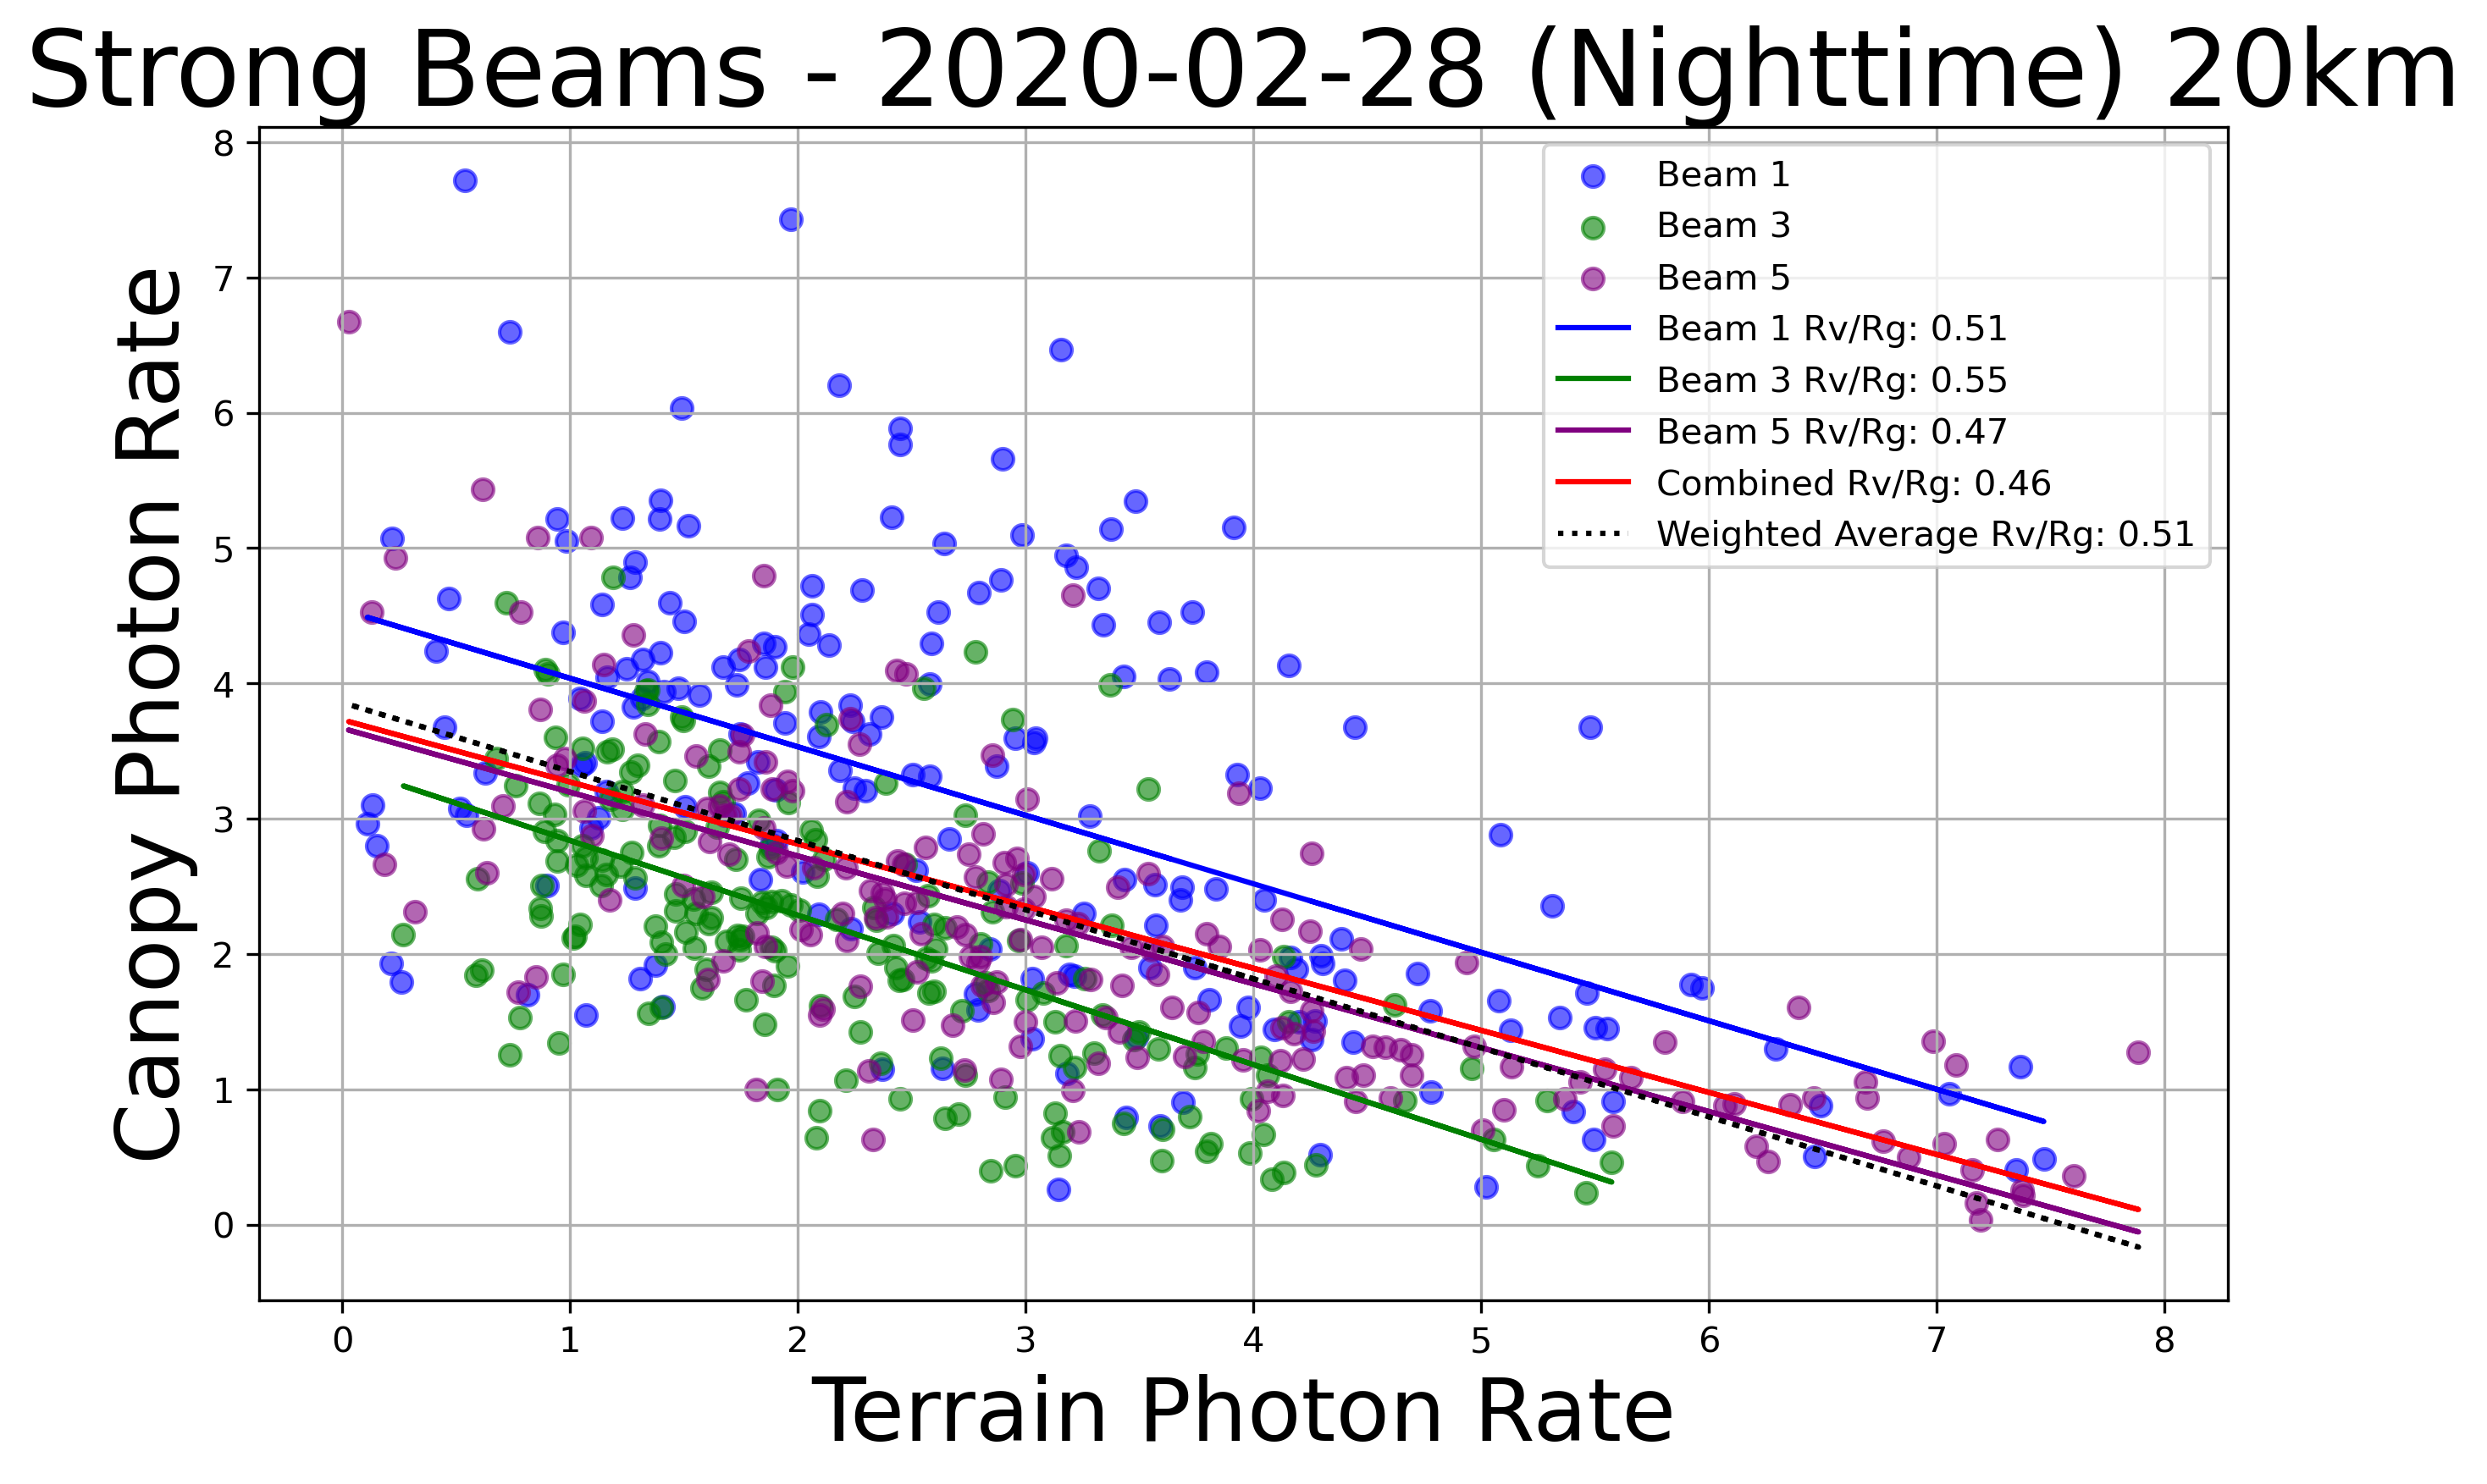 Strong Beams - 2020-02-28 (Nighttime) 20km
Canopy Photon Rate
8
7
6
5
4
3
2
1
0
Beam 1
Beam 3
Beam 5
Beam 1 Rv/Rg: 0.51
Beam 3 Rv/Rg: 0.55
Beam 5 Rv/Rg: 0.47
Combined Rv/Rg: 0.46
Weighted Average Rv/Rg: 0.51
0 1 2 3 4 5 6 7 8
Terrain Photon Rate